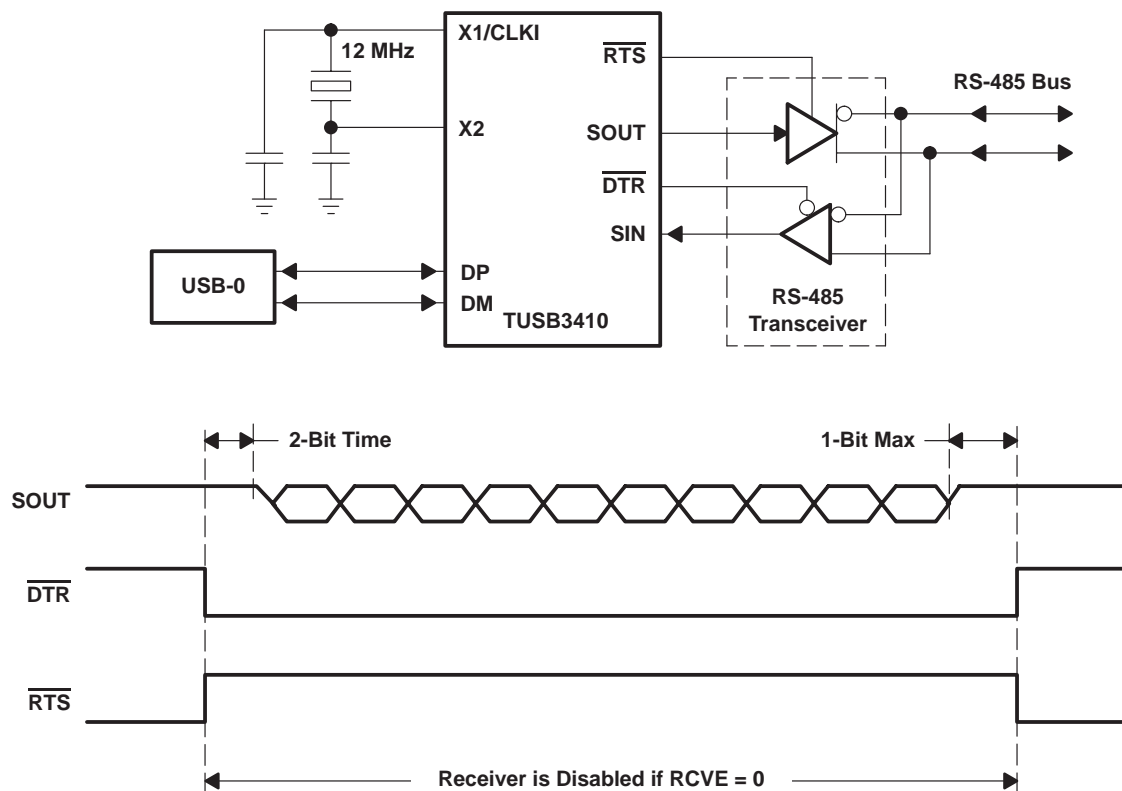 X1/CLKI
12 MHz
RTS
RS-485 Bus
X2
SOUT
DTR
SIN
USB-0
DP
DM
TUSB3410
RS-485
Transceiver
2-Bit Time
1-Bit Max
SOUT
DTR
RTS
Receiver is Disabled if RCVE = 0